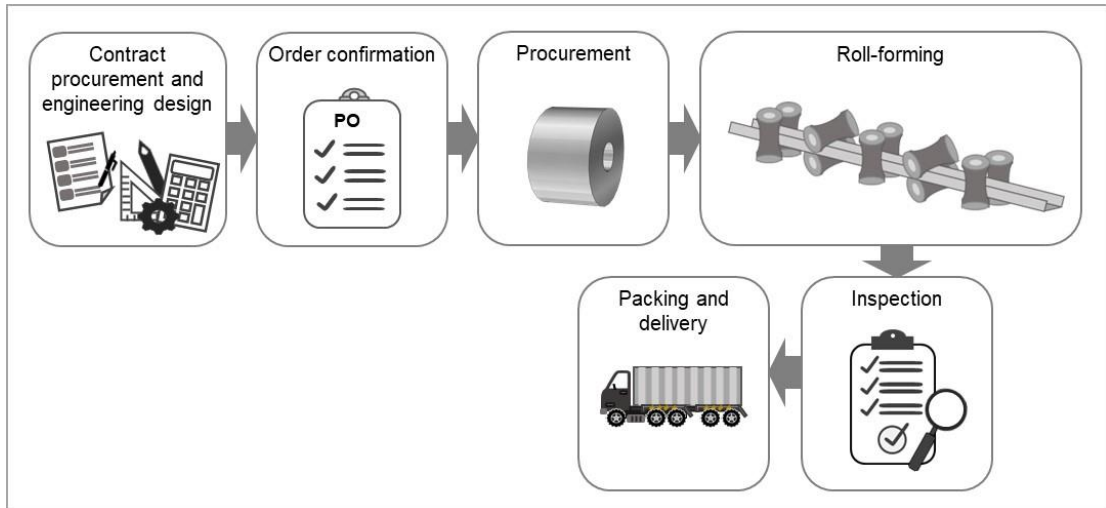 Contract
procurement and
engineering design
Order confirmation
PO
Procurement
Roll-forming
Packing and
delivery
Inspection